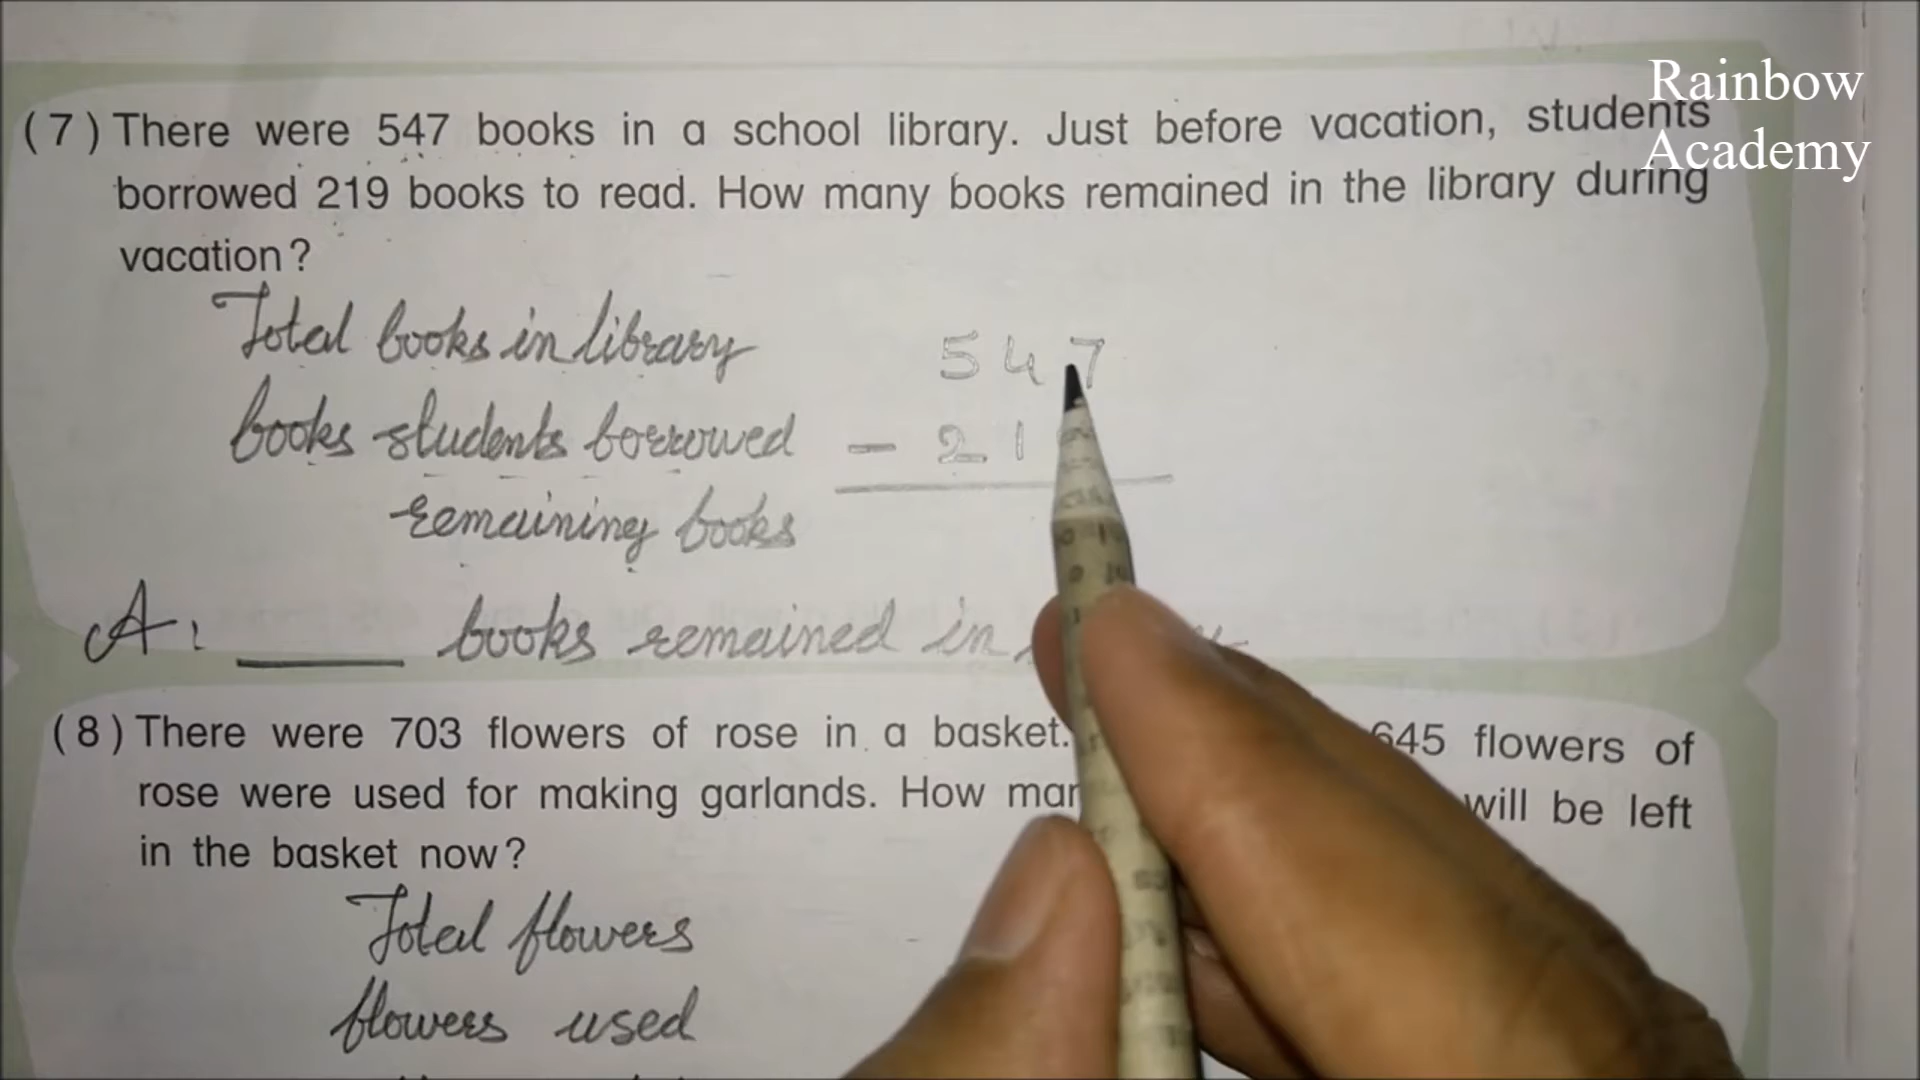 Rainbow
Academy
(7) There were 547 books in a school library. Just before vacation, students
borrowed 219 books to read. How many books remained in the library during
vacation?
Total books in library 547
books students borrowed - 21
remaining books
A: ____ books remained in
(8) There were 703 flowers of rose in a basket. 645 flowers of
rose were used for making garlands. How will be left
in the basket now?
Total flowers
flowers used